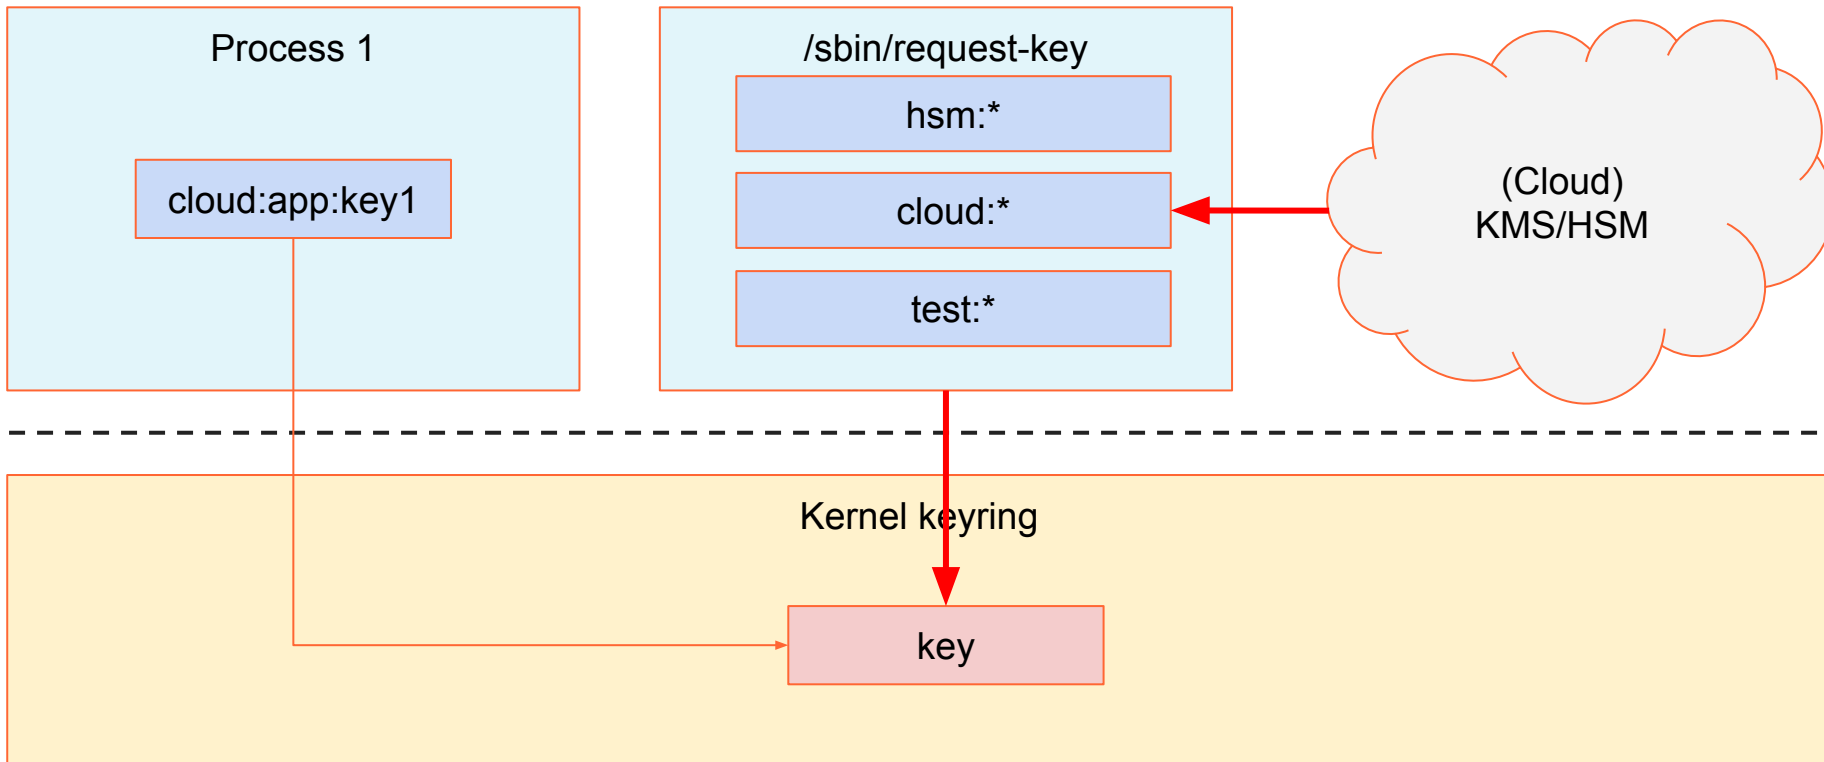 Process 1
cloud:app:key1
/sbin/request-key
hsm:*
cloud:*
test:*
(Cloud)
KMS/HSM
Kernel keyring
key